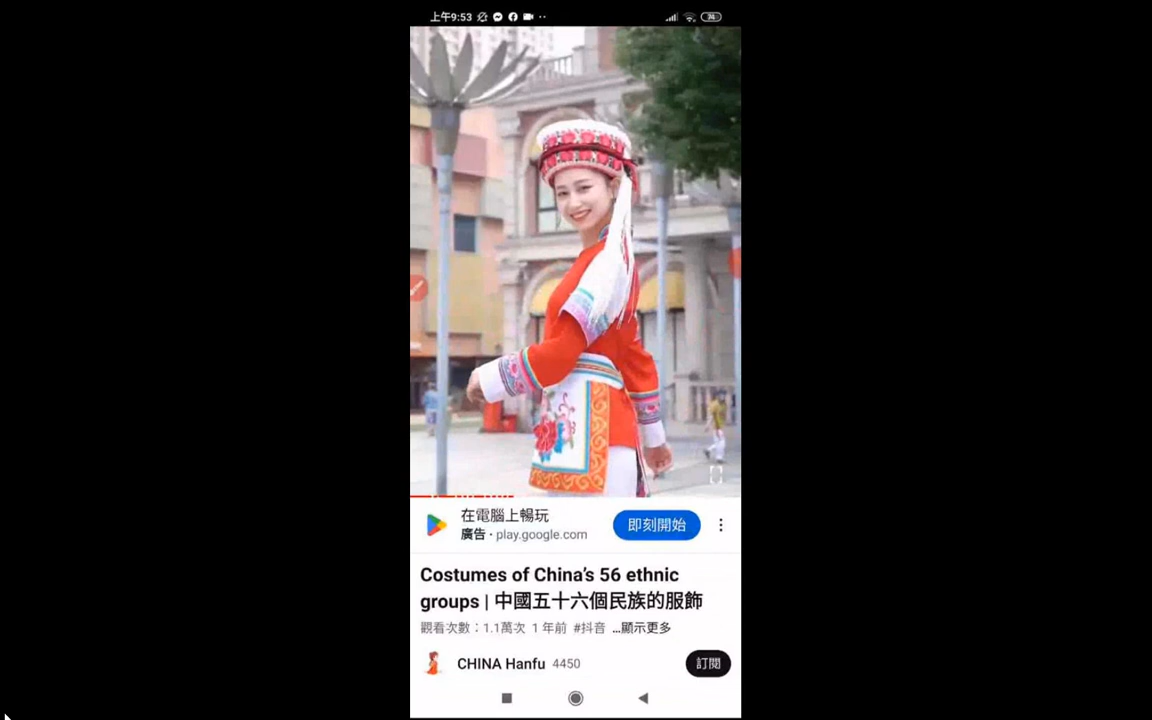 上午9:53
在電腦上暢玩
廣告 · play.google.com
即刻開始
Costumes of China’s 56 ethnic
groups | 中國五十六個民族的服飾
觀看次數：1.1萬次 1 年前 #抖音 ...顯示更多
CHINA Hanfu 4450
訂閱